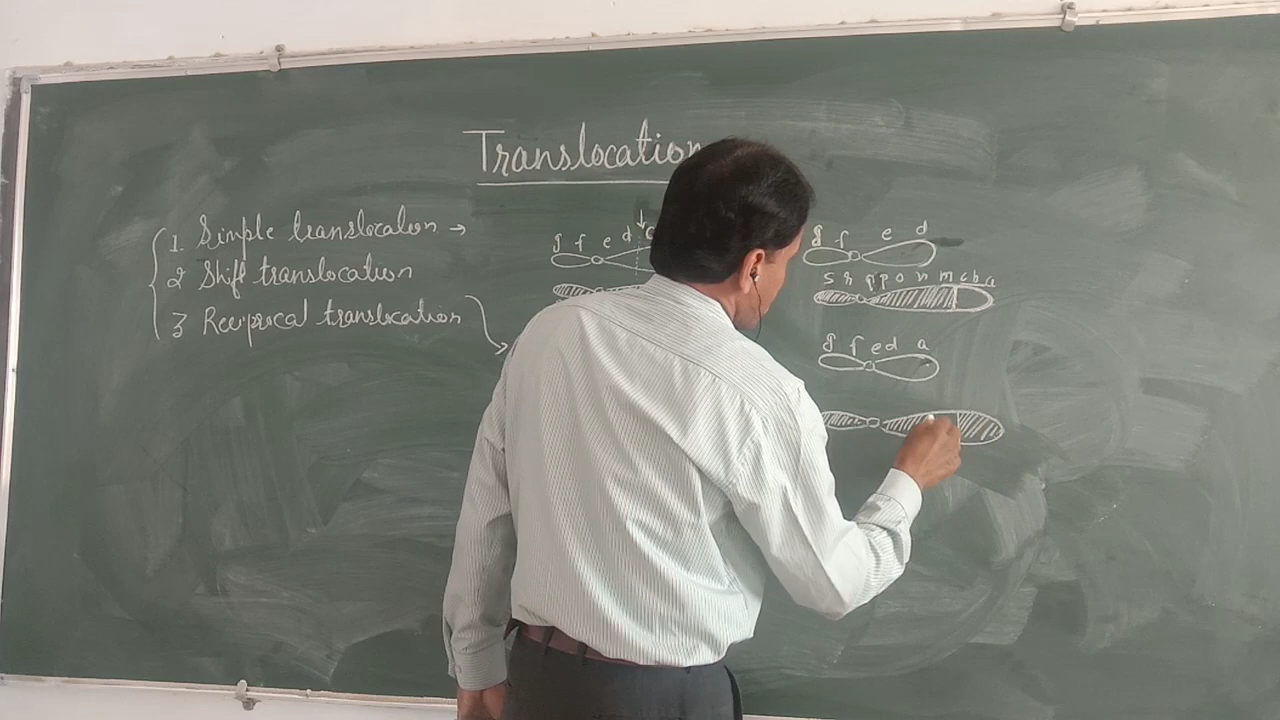 Translocation
1. Simple translocation →
2 Shift translocation
3 Reciprocal translocation
g f e d c
g f e d
s r q p o n m c b a
g f e d a